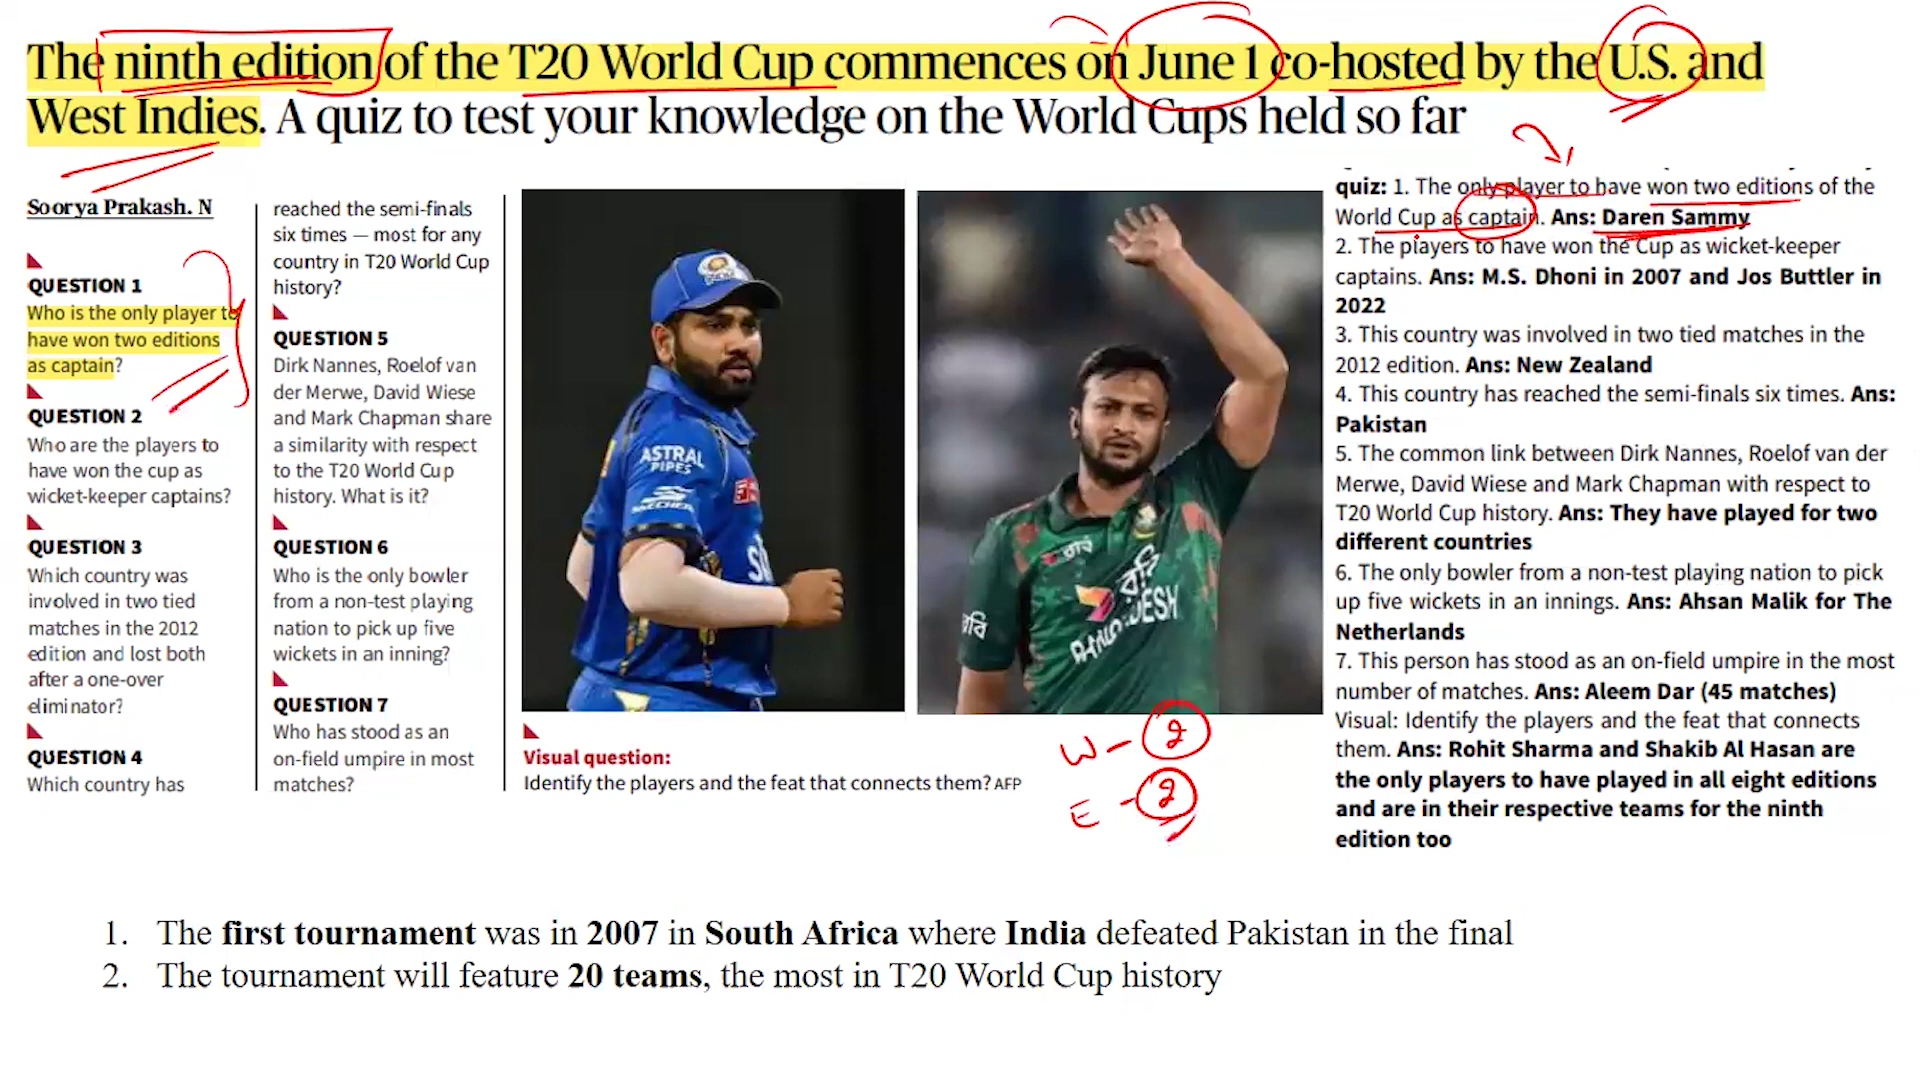 The ninth edition of the T20 World Cup commences on June 1 co-hosted by the U.S. and
West Indies. A quiz to test your knowledge on the World Cups held so far
Soorya Prakash. N
QUESTION 1
Who is the only player to
have won two editions
as captain?
QUESTION 2
Who are the players to
have won the cup as
wicket-keeper captains?
QUESTION 3
Which country was
involved in two tied
matches in the 2012
edition and lost both
after a one-over
eliminator?
QUESTION 4
Which country has
reached the semi-finals
six times — most for any
country in T20 World Cup
history?
QUESTION 5
Dirk Nannes, Roelof van
der Merwe, David Wiese
and Mark Chapman share
a similarity with respect
to the T20 World Cup
history. What is it?
QUESTION 6
Who is the only bowler
from a non-test playing
nation to pick up five
wickets in an inning?
QUESTION 7
Who has stood as an
on-field umpire in most
matches?
ASTRAL
PIPES
SKECHERS
রবি
রবি
BANGLADESH
Visual question:
Identify the players and the feat that connects them? AFP
W - 2
E - 2
quiz: 1. The only player to have won two editions of the
World Cup as captain. Ans: Daren Sammy
2. The players to have won the Cup as wicket-keeper
captains. Ans: M.S. Dhoni in 2007 and Jos Buttler in
2022
3. This country was involved in two tied matches in the
2012 edition. Ans: New Zealand
4. This country has reached the semi-finals six times. Ans:
Pakistan
5. The common link between Dirk Nannes, Roelof van der
Merwe, David Wiese and Mark Chapman with respect to
T20 World Cup history. Ans: They have played for two
different countries
6. The only bowler from a non-test playing nation to pick
up five wickets in an innings. Ans: Ahsan Malik for The
Netherlands
7. This person has stood as an on-field umpire in the most
number of matches. Ans: Aleem Dar (45 matches)
Visual: Identify the players and the feat that connects
them. Ans: Rohit Sharma and Shakib Al Hasan are
the only players to have played in all eight editions
and are in their respective teams for the ninth
edition too
1. The first tournament was in 2007 in South Africa where India defeated Pakistan in the final
2. The tournament will feature 20 teams, the most in T20 World Cup history